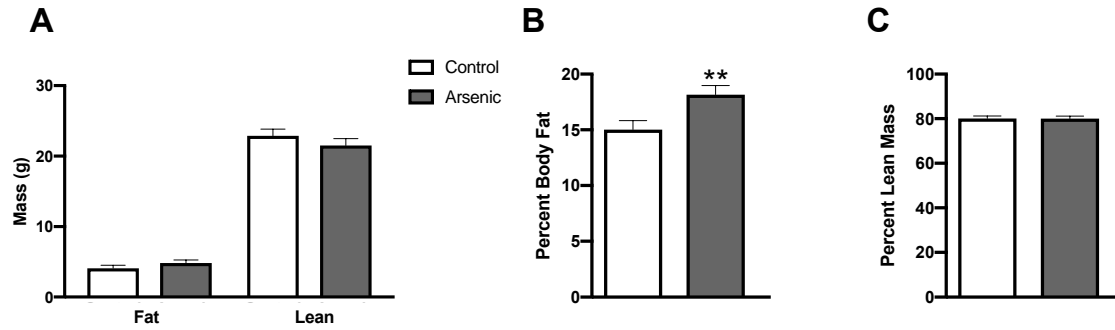 A
Mass (g)
30
20
10
0
Fat
Lean
Control
Arsenic
B
Percent Body Fat
20
15
10
5
0
**
C
Percent Lean Mass
100
80
60
40
20
0